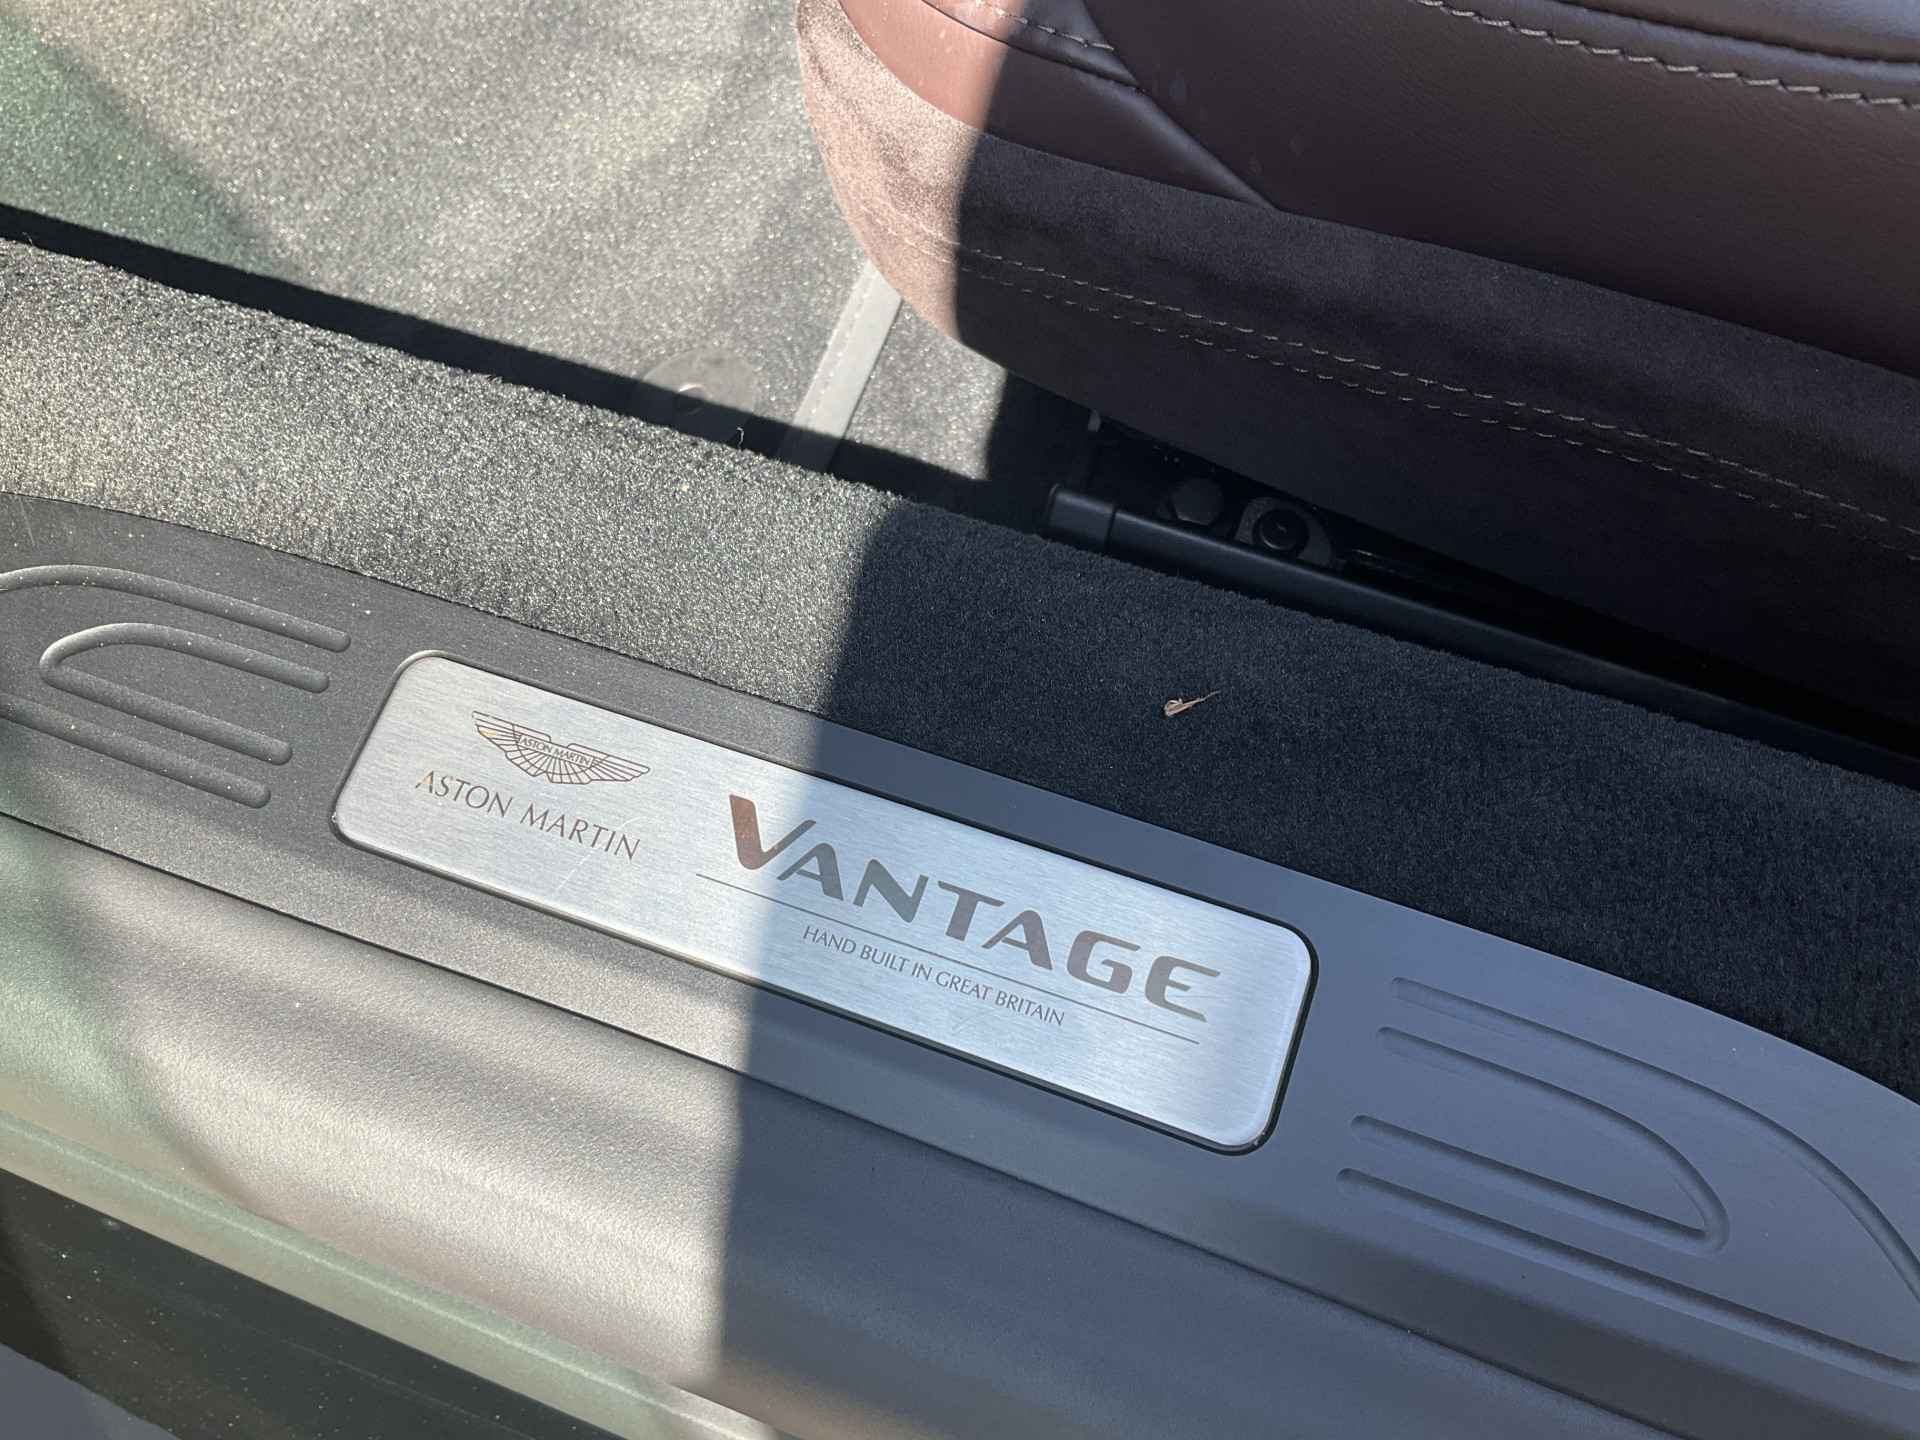 ASTON MARTIN
ASTON MARTIN
VANTAGE
HAND BUILT IN GREAT BRITAIN